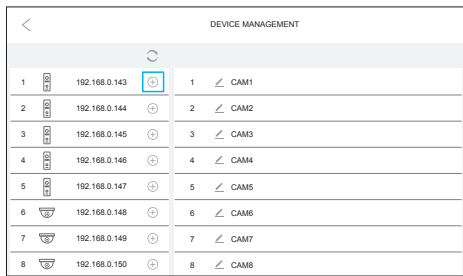 DEVICE MANAGEMENT
1 192.168.0.143 1 CAM1
2 192.168.0.144 2 CAM2
3 192.168.0.145 3 CAM3
4 192.168.0.146 4 CAM4
5 192.168.0.147 5 CAM5
6 192.168.0.148 6 CAM6
7 192.168.0.149 7 CAM7
8 192.168.0.150 8 CAM8